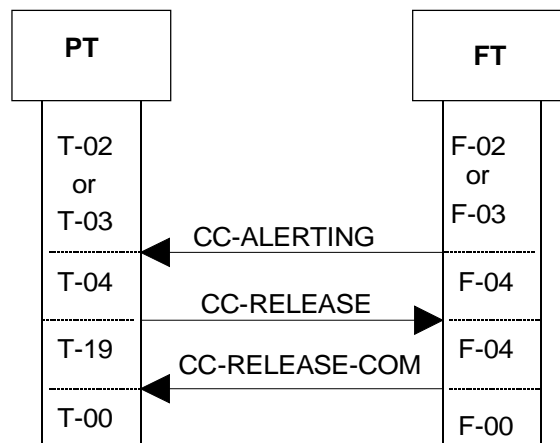 PT
FT
T-02
or
T-03
F-02
or
F-03
CC-ALERTING
T-04
F-04
CC-RELEASE
T-19
F-04
CC-RELEASE-COM
T-00
F-00